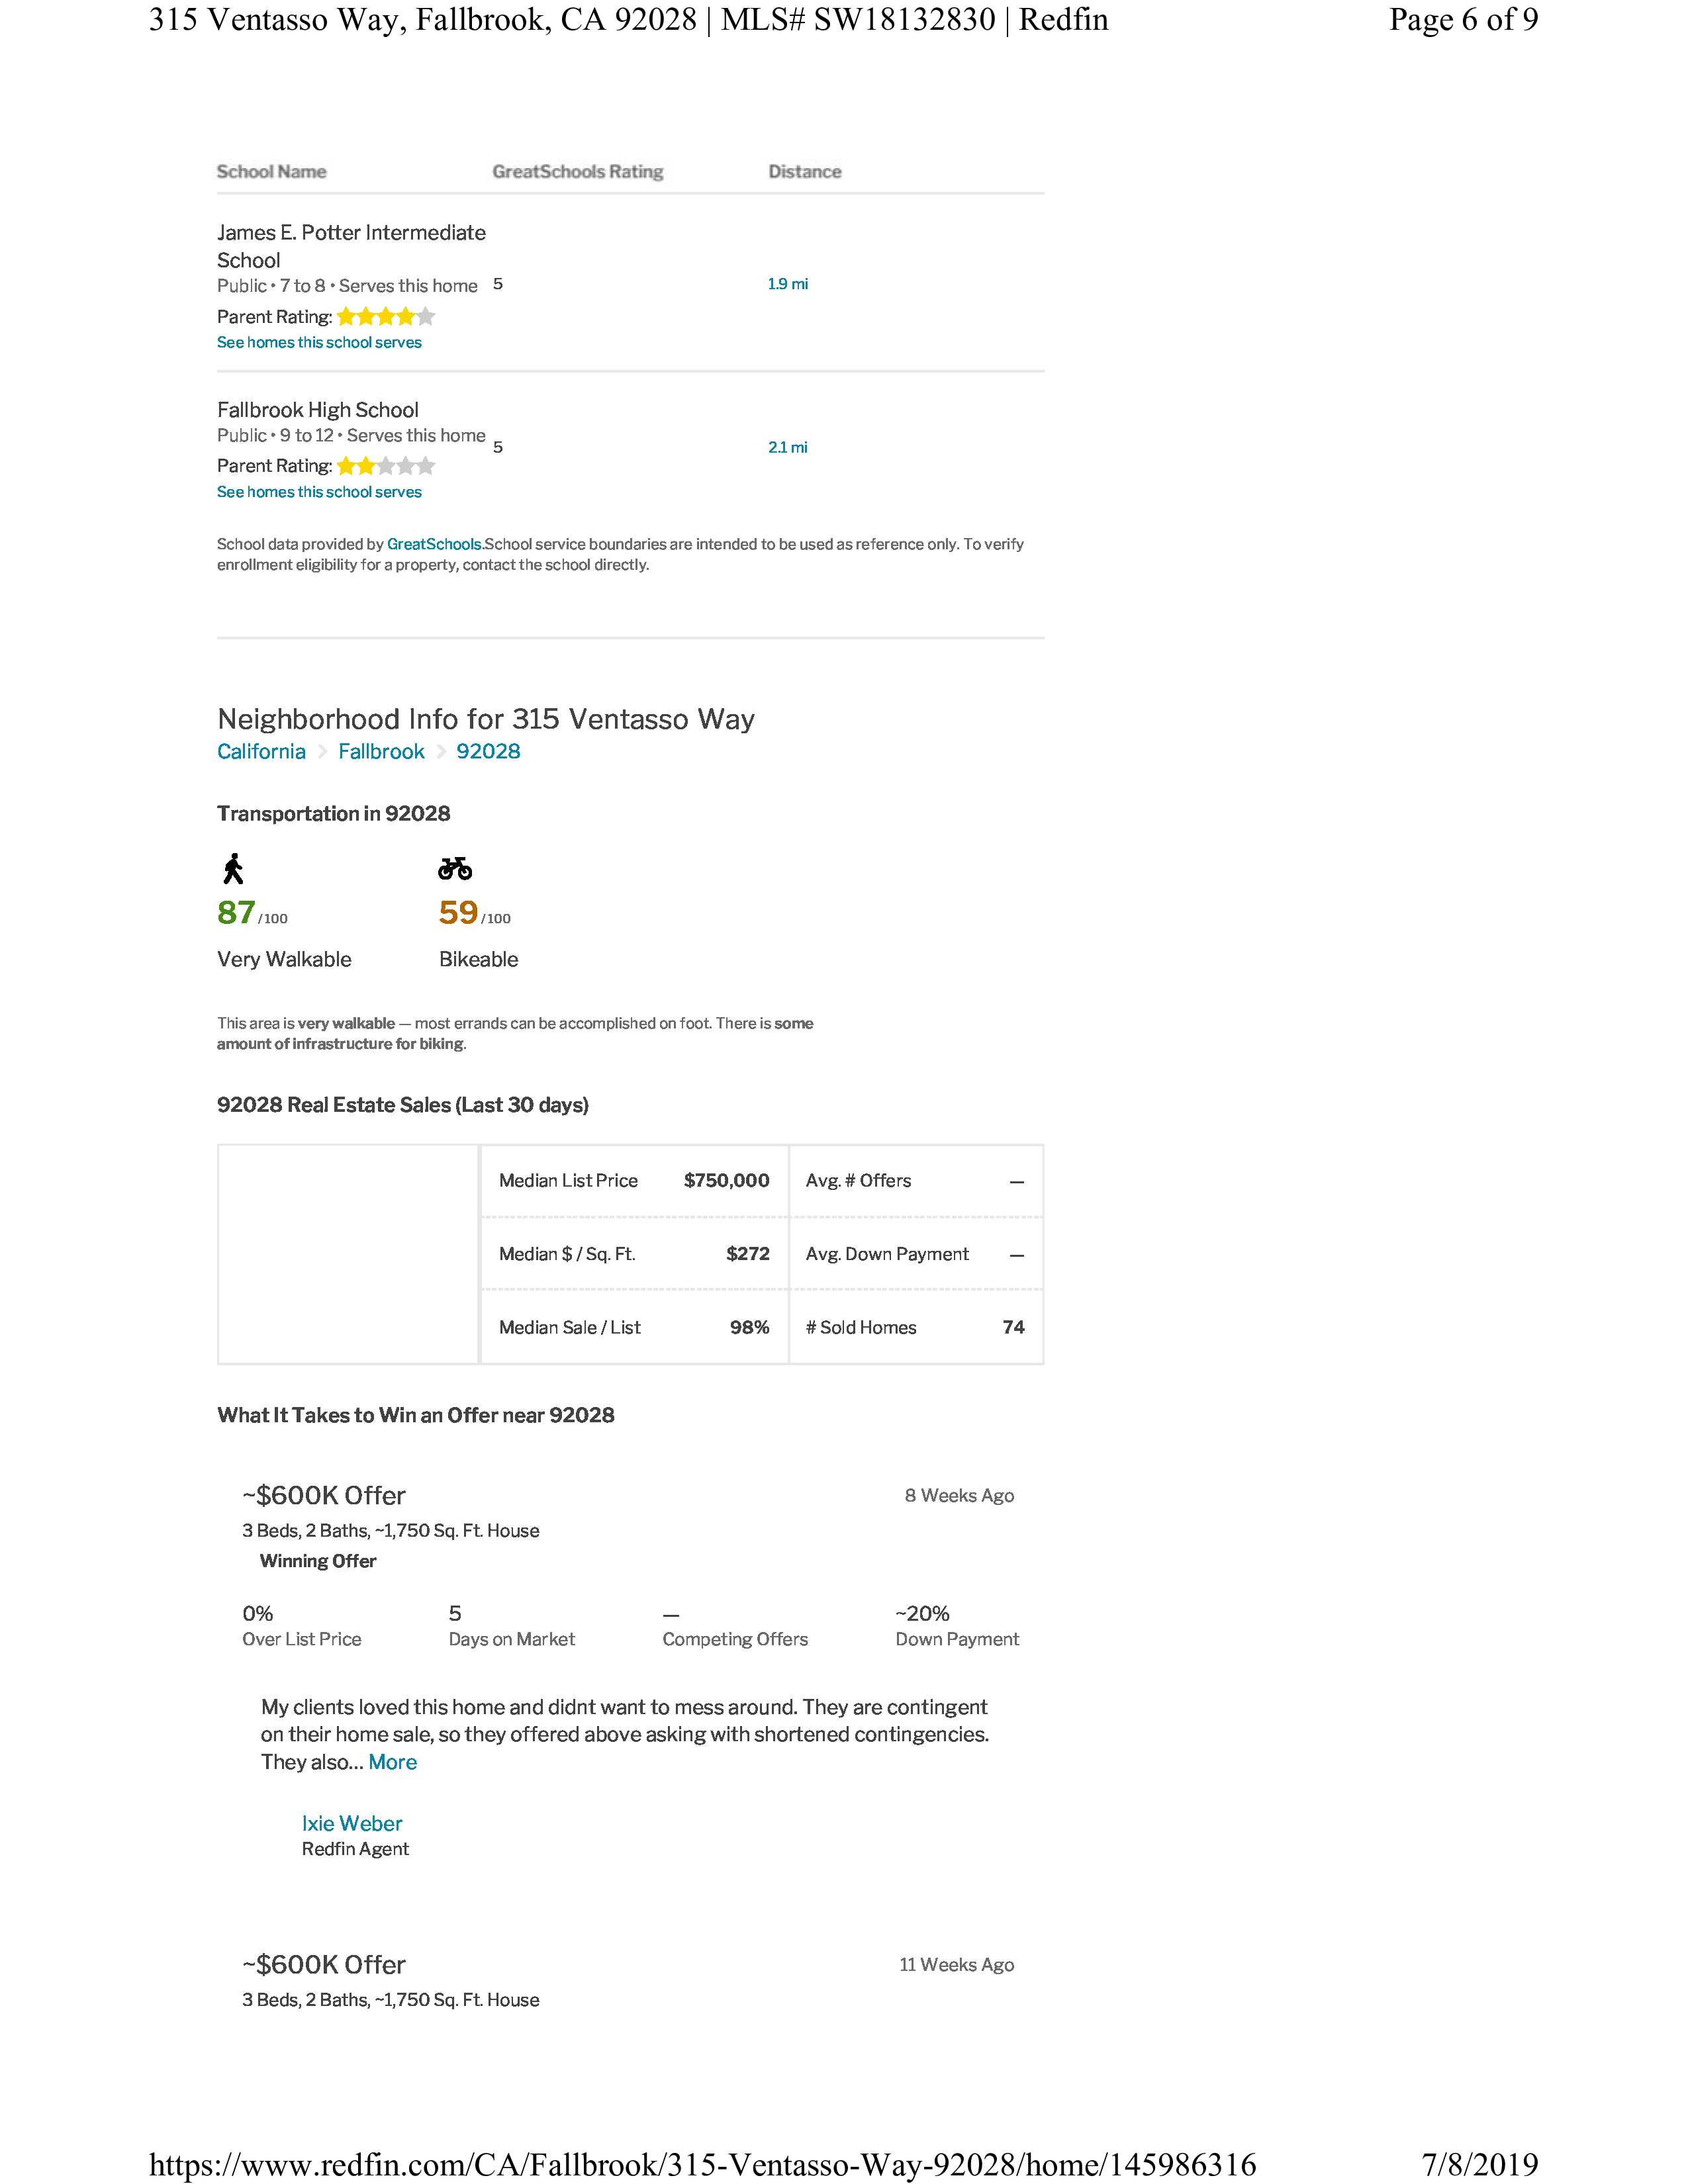 315 Ventasso Way, Fallbrook, CA 92028 | MLS# SW18132830 | Redfin Page 6 of 9
School Name GreatSchools Rating Distance
James E. Potter Intermediate
School
Public • 7 to 8 • Serves this home 5 1.9 mi
Parent Rating:
See homes this school serves
Fallbrook High School
Public • 9 to 12 • Serves this home
5 2.1 mi
Parent Rating:
See homes this school serves
School data provided by GreatSchools.School service boundaries are intended to be used as reference only. To verify
enrollment eligibility for a property, contact the school directly.
Neighborhood Info for 315 Ventasso Way
California > Fallbrook > 92028
Transportation in 92028
87 /100 59 /100
Very Walkable Bikeable
This area is very walkable — most errands can be accomplished on foot. There is some
amount of infrastructure for biking.
92028 Real Estate Sales (Last 30 days)
Median List Price $750,000 Avg. # Offers —
Median $ / Sq. Ft. $272 Avg. Down Payment —
Median Sale / List 98% # Sold Homes 74
What It Takes to Win an Offer near 92028
~$600K Offer 8 Weeks Ago
3 Beds, 2 Baths, ~1,750 Sq. Ft. House
Winning Offer
0% 5 — ~20%
Over List Price Days on Market Competing Offers Down Payment
My clients loved this home and didnt want to mess around. They are contingent
on their home sale, so they offered above asking with shortened contingencies.
They also... More
Ixie Weber
Redfin Agent
~$600K Offer 11 Weeks Ago
3 Beds, 2 Baths, ~1,750 Sq. Ft. House
https://www.redfin.com/CA/Fallbrook/315-Ventasso-Way-92028/home/145986316 7/8/2019